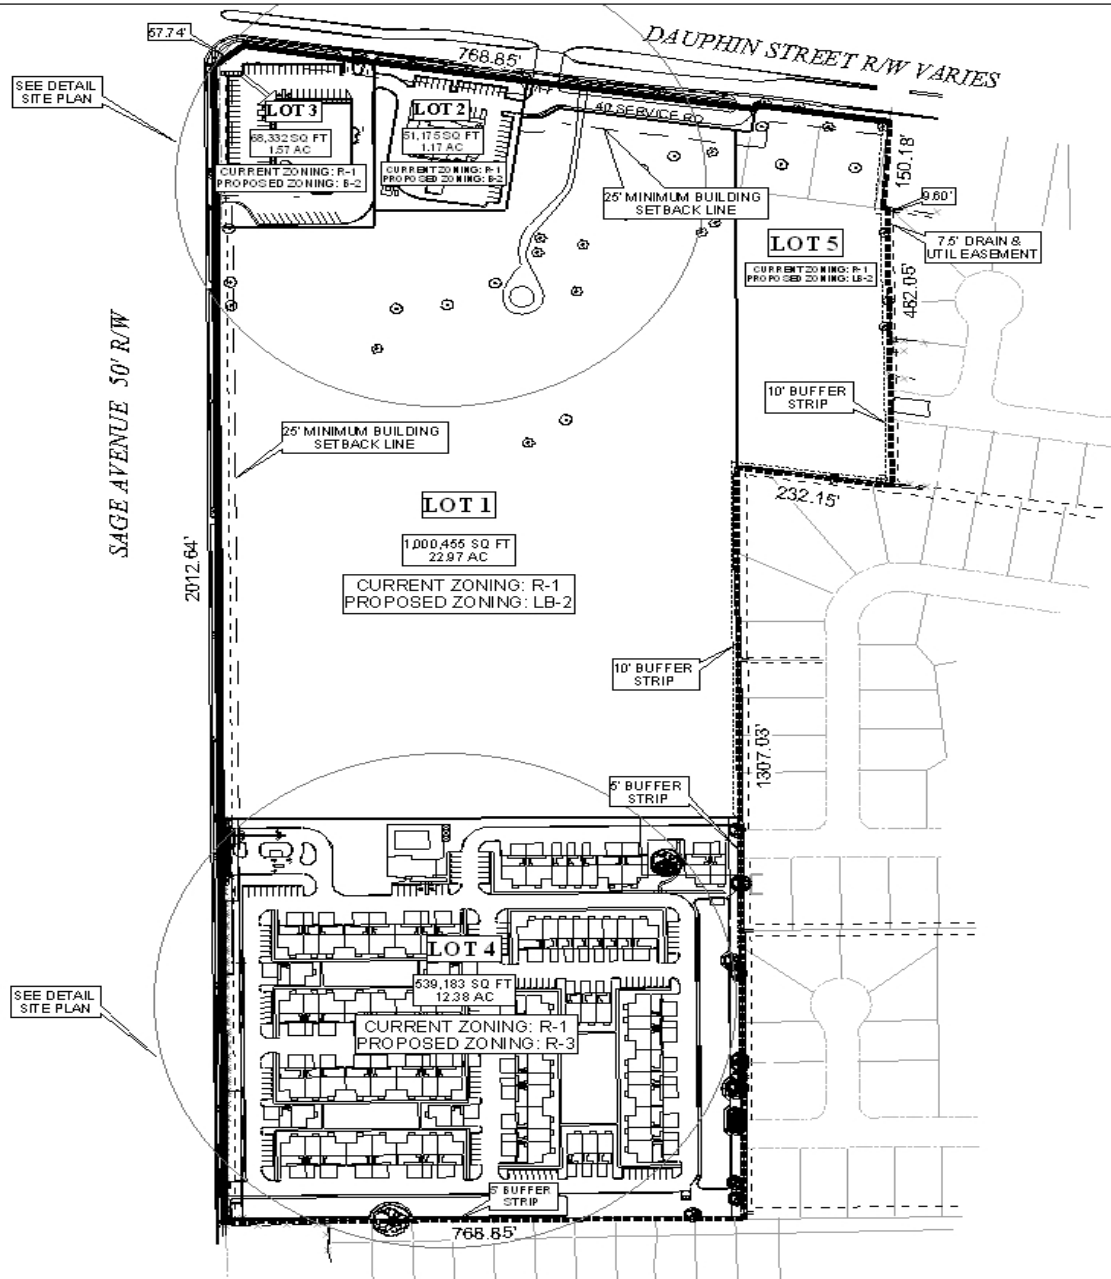 57.74'
768.85'
DAUPHIN STREET R/W VARIES
SEE DETAIL
SITE PLAN
LOT 3
68,332 SQ FT
1.57 AC
CURRENT ZONING: R-1
PROPOSED ZONING: B-2
LOT 2
51,175 SQ FT
1.17 AC
CURRENT ZONING: R-1
PROPOSED ZONING: B-2
40 SERVICE RD
150.18'
25' MINIMUM BUILDING
SETBACK LINE
9.60'
LOT 5
CURRENT ZONING: R-1
PROPOSED ZONING: LB-2
7.5' DRAIN &
UTIL EASEMENT
482.05'
SAGE AVENUE 50' R/W
10' BUFFER
STRIP
25' MINIMUM BUILDING
SETBACK LINE
232.15'
LOT 1
1,000,455 SQ FT
22.97 AC
CURRENT ZONING: R-1
PROPOSED ZONING: LB-2
2012.64'
10' BUFFER
STRIP
1307.03'
5' BUFFER
STRIP
LOT 4
539,183 SQ FT
12.38 AC
CURRENT ZONING: R-1
PROPOSED ZONING: R-3
SEE DETAIL
SITE PLAN
5' BUFFER
STRIP
768.85'